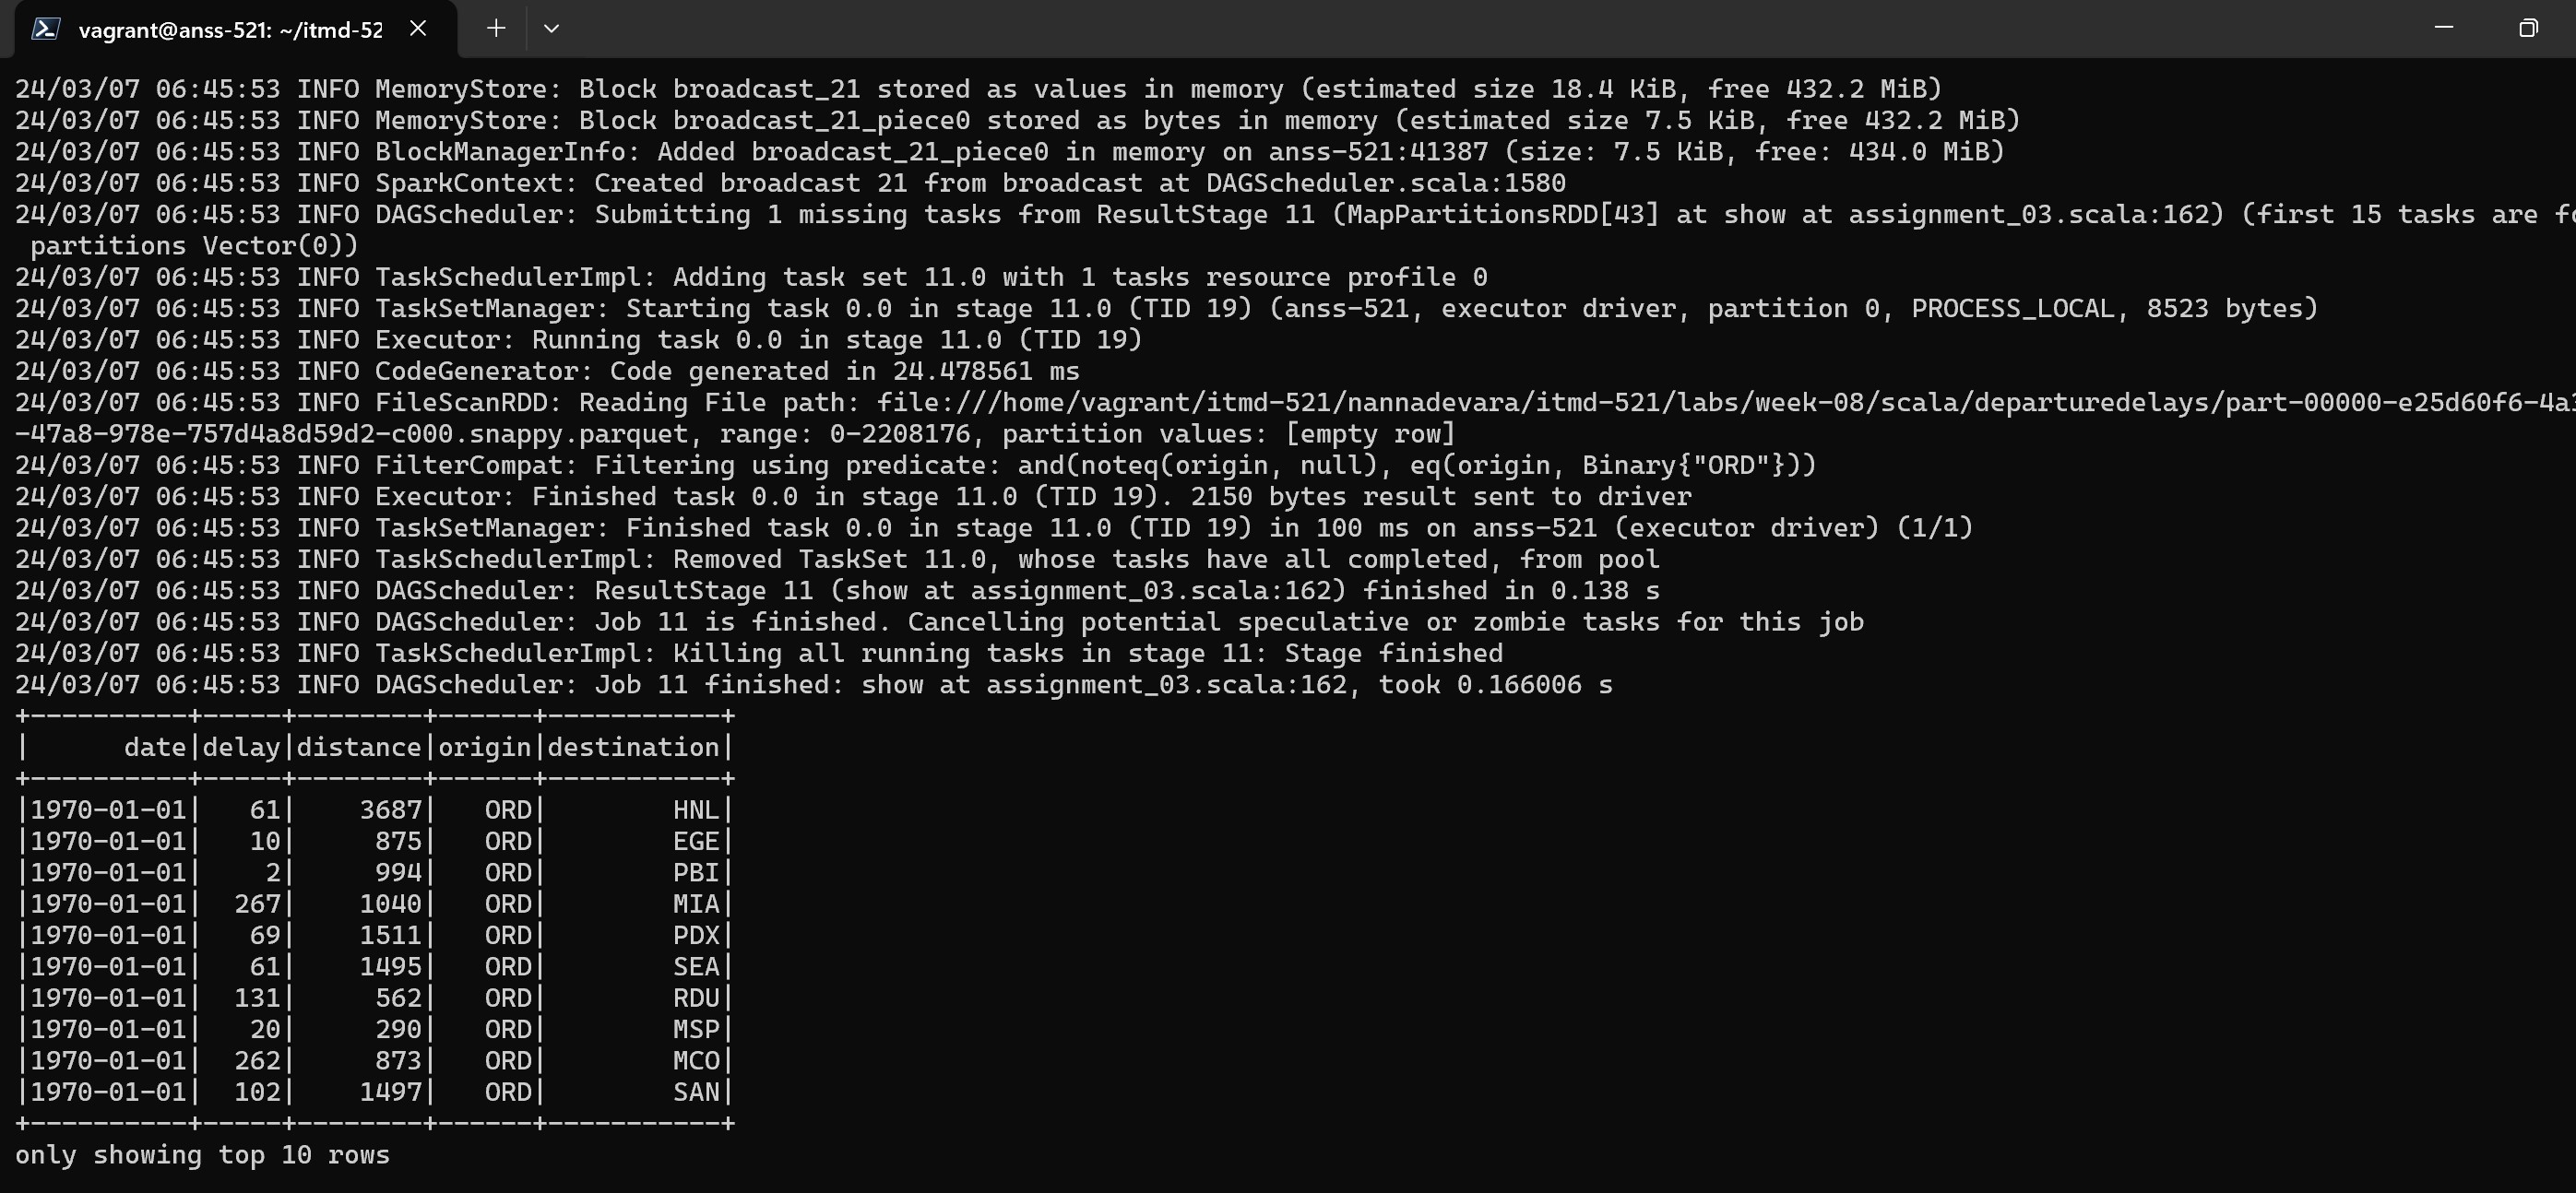 vagrant@anss-521: ~/itmd-52
24/03/07 06:45:53 INFO MemoryStore: Block broadcast_21 stored as values in memory (estimated size 18.4 KiB, free 432.2 MiB)
24/03/07 06:45:53 INFO MemoryStore: Block broadcast_21_piece0 stored as bytes in memory (estimated size 7.5 KiB, free 432.2 MiB)
24/03/07 06:45:53 INFO BlockManagerInfo: Added broadcast_21_piece0 in memory on anss-521:41387 (size: 7.5 KiB, free: 434.0 MiB)
24/03/07 06:45:53 INFO SparkContext: Created broadcast 21 from broadcast at DAGScheduler.scala:1580
24/03/07 06:45:53 INFO DAGScheduler: Submitting 1 missing tasks from ResultStage 11 (MapPartitionsRDD[43] at show at assignment_03.scala:162) (first 15 tasks are fo
 partitions Vector(0))
24/03/07 06:45:53 INFO TaskSchedulerImpl: Adding task set 11.0 with 1 tasks resource profile 0
24/03/07 06:45:53 INFO TaskSetManager: Starting task 0.0 in stage 11.0 (TID 19) (anss-521, executor driver, partition 0, PROCESS_LOCAL, 8523 bytes)
24/03/07 06:45:53 INFO Executor: Running task 0.0 in stage 11.0 (TID 19)
24/03/07 06:45:53 INFO CodeGenerator: Code generated in 24.478561 ms
24/03/07 06:45:53 INFO FileScanRDD: Reading File path: file:///home/vagrant/itmd-521/nannadevara/itmd-521/labs/week-08/scala/departuredelays/part-00000-e25d60f6-4a3
-47a8-978e-757d4a8d59d2-c000.snappy.parquet, range: 0-2208176, partition values: [empty row]
24/03/07 06:45:53 INFO FilterCompat: Filtering using predicate: and(noteq(origin, null), eq(origin, Binary{"ORD"}))
24/03/07 06:45:53 INFO Executor: Finished task 0.0 in stage 11.0 (TID 19). 2150 bytes result sent to driver
24/03/07 06:45:53 INFO TaskSetManager: Finished task 0.0 in stage 11.0 (TID 19) in 100 ms on anss-521 (executor driver) (1/1)
24/03/07 06:45:53 INFO TaskSchedulerImpl: Removed TaskSet 11.0, whose tasks have all completed, from pool
24/03/07 06:45:53 INFO DAGScheduler: ResultStage 11 (show at assignment_03.scala:162) finished in 0.138 s
24/03/07 06:45:53 INFO DAGScheduler: Job 11 is finished. Cancelling potential speculative or zombie tasks for this job
24/03/07 06:45:53 INFO TaskSchedulerImpl: Killing all running tasks in stage 11: Stage finished
24/03/07 06:45:53 INFO DAGScheduler: Job 11 finished: show at assignment_03.scala:162, took 0.166006 s
+----------+-----+--------+------+-----------+
|      date|delay|distance|origin|destination|
+----------+-----+--------+------+-----------+
|1970-01-01|   61|    3687|   ORD|        HNL|
|1970-01-01|   10|     875|   ORD|        EGE|
|1970-01-01|    2|     994|   ORD|        PBI|
|1970-01-01|  267|    1040|   ORD|        MIA|
|1970-01-01|   69|    1511|   ORD|        PDX|
|1970-01-01|   61|    1495|   ORD|        SEA|
|1970-01-01|  131|     562|   ORD|        RDU|
|1970-01-01|   20|     290|   ORD|        MSP|
|1970-01-01|  262|     873|   ORD|        MCO|
|1970-01-01|  102|    1497|   ORD|        SAN|
+----------+-----+--------+------+-----------+
only showing top 10 rows